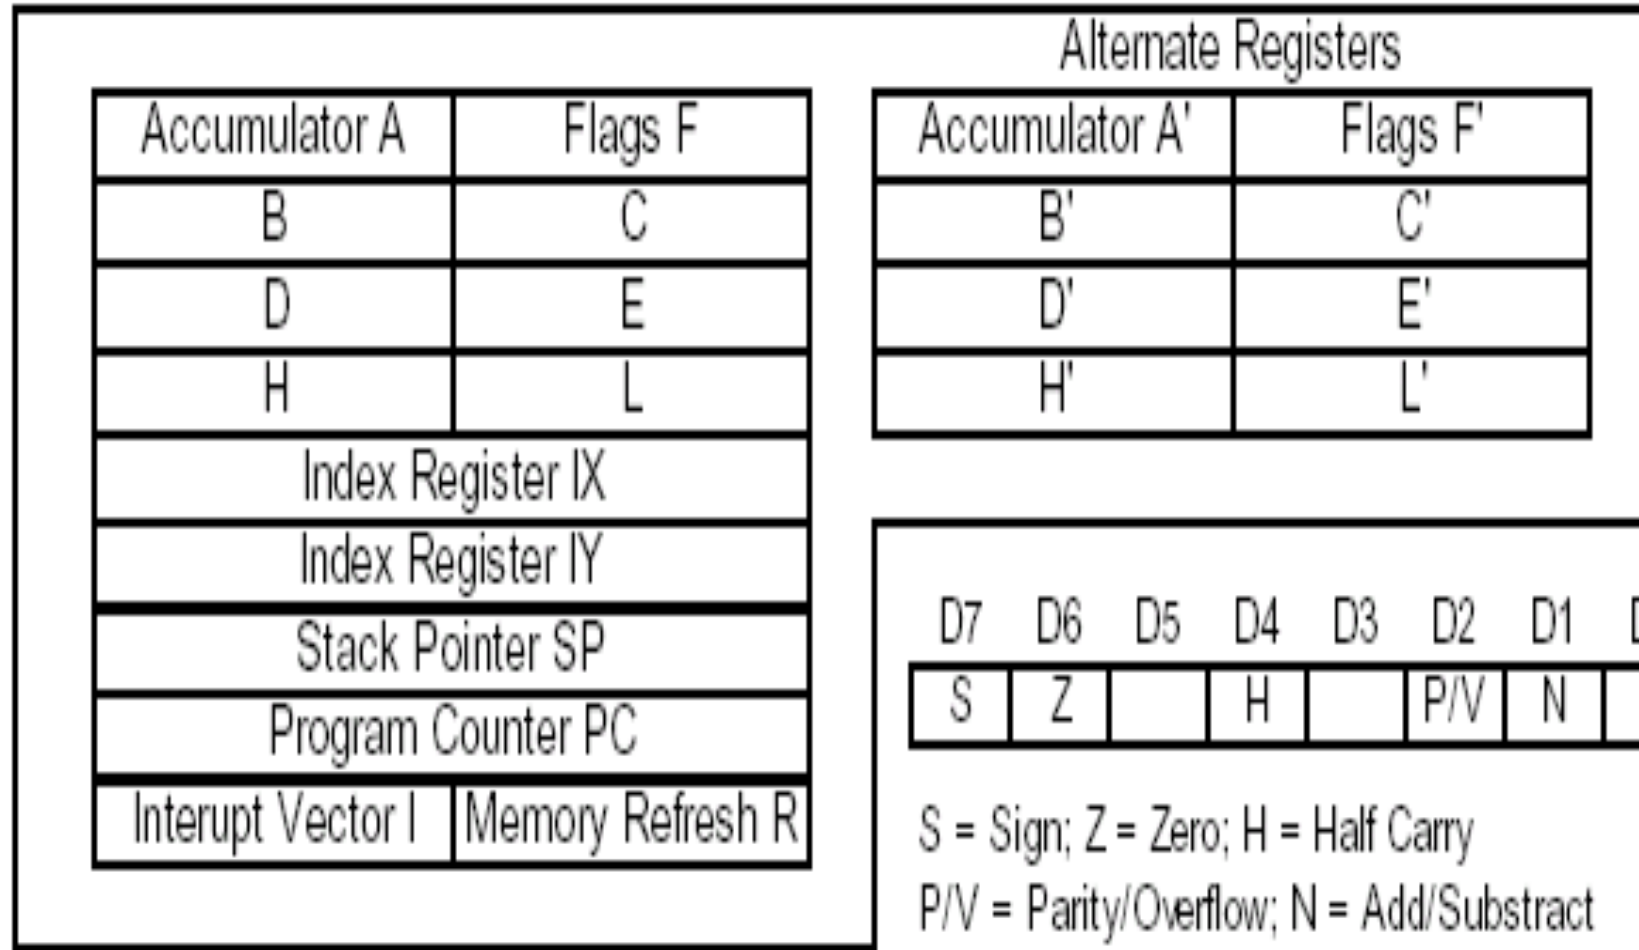 Alternate Registers
Accumulator A Flags F
B C
D E
H L
Index Register IX
Index Register IY
Stack Pointer SP
Program Counter PC
Interupt Vector I Memory Refresh R
Accumulator A' Flags F'
B' C'
D' E'
H' L'
D7 D6 D5 D4 D3 D2 D1
S Z H P/V N
S = Sign; Z = Zero; H = Half Carry
P/V = Parity/Overflow; N = Add/Substract